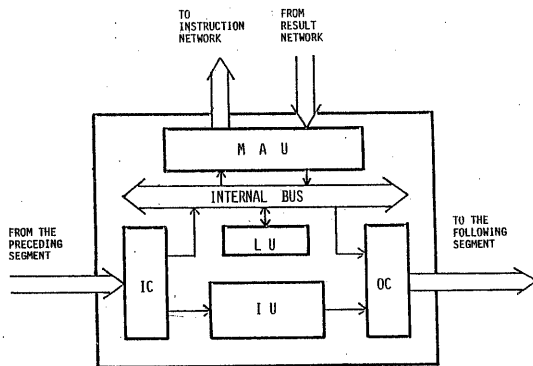 TO
INSTRUCTION
NETWORK
FROM
RESULT
NETWORK
M A U
INTERNAL BUS
FROM THE
PRECEDING
SEGMENT
TO THE
FOLLOWING
SEGMENT
L U
IC
I U
OC